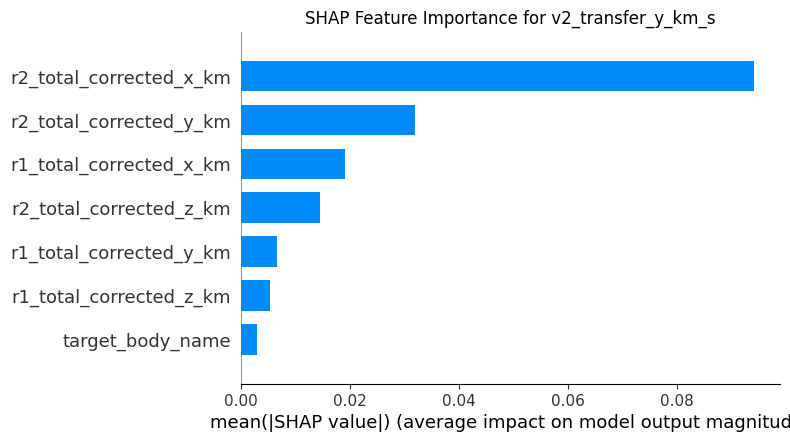 SHAP Feature Importance for v2_transfer_y_km_s
r2_total_corrected_x_km
r2_total_corrected_y_km
r1_total_corrected_x_km
r2_total_corrected_z_km
r1_total_corrected_y_km
r1_total_corrected_z_km
target_body_name
0.00 0.02 0.04 0.06 0.08
mean(|SHAP value|) (average impact on model output magnitud